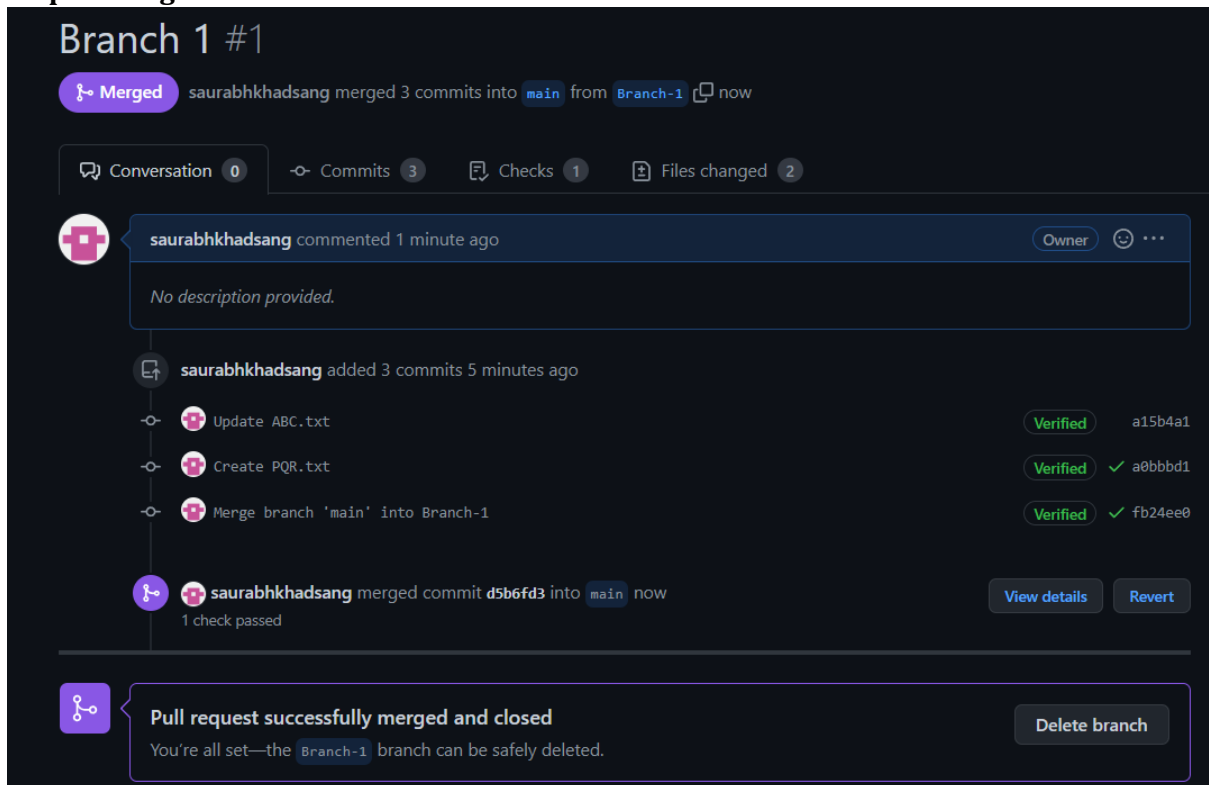 Branch 1 #1
Merged saurabhkhadsang merged 3 commits into main from Branch-1 now
Conversation 0 Commits 3 Checks 1 Files changed 2
saurabhkhadsang commented 1 minute ago Owner
No description provided.
saurabhkhadsang added 3 commits 5 minutes ago
Update ABC.txt Verified a15b4a1
Create PQR.txt Verified a0bbbd1
Merge branch 'main' into Branch-1 Verified fb24ee0
saurabhkhadsang merged commit d5b6fd3 into main now View details Revert
1 check passed
Pull request successfully merged and closed
You're all set—the Branch-1 branch can be safely deleted. Delete branch